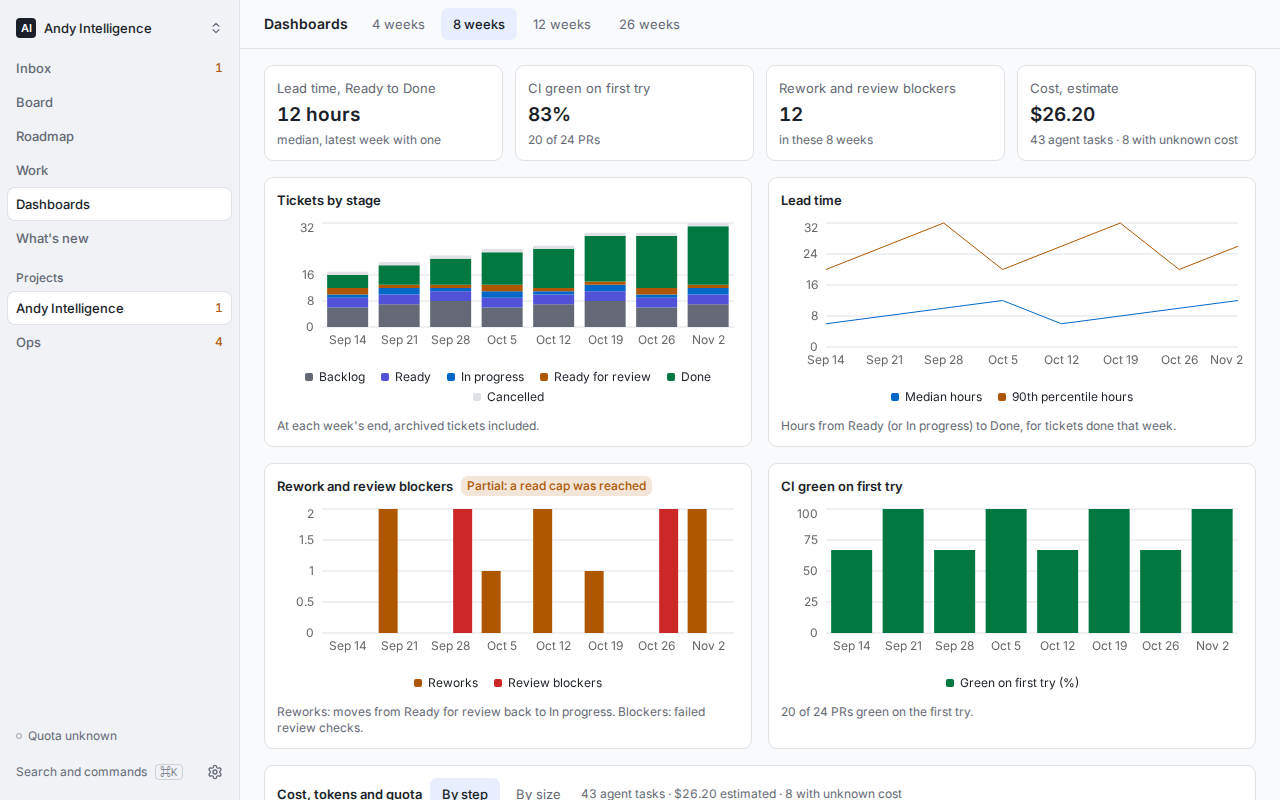 AI Andy Intelligence
Inbox 1
Board
Roadmap
Work
Dashboards
What's new
Projects
Andy Intelligence 1
Ops 4
Quota unknown
Search and commands ⌘K
Dashboards 4 weeks 8 weeks 12 weeks 26 weeks
Lead time, Ready to Done
12 hours
median, latest week with one
CI green on first try
83%
20 of 24 PRs
Rework and review blockers
12
in these 8 weeks
Cost, estimate
$26.20
43 agent tasks · 8 with unknown cost
Tickets by stage
32
16
8
0
Sep 14 Sep 21 Sep 28 Oct 5 Oct 12 Oct 19 Oct 26 Nov 2
Backlog Ready In progress Ready for review Done
Cancelled
At each week's end, archived tickets included.
Lead time
32
24
16
8
0
Sep 14 Sep 21 Sep 28 Oct 5 Oct 12 Oct 19 Oct 26 Nov 2
Median hours 90th percentile hours
Hours from Ready (or In progress) to Done, for tickets done that week.
Rework and review blockers Partial: a read cap was reached
2
1.5
1
0.5
0
Sep 14 Sep 21 Sep 28 Oct 5 Oct 12 Oct 19 Oct 26 Nov 2
Reworks Review blockers
Reworks: moves from Ready for review back to In progress. Blockers: failed
review checks.
CI green on first try
100
75
50
25
0
Sep 14 Sep 21 Sep 28 Oct 5 Oct 12 Oct 19 Oct 26 Nov 2
Green on first try (%)
20 of 24 PRs green on the first try.
Cost, tokens and quota By step By size 43 agent tasks · $26.20 estimated · 8 with unknown cost